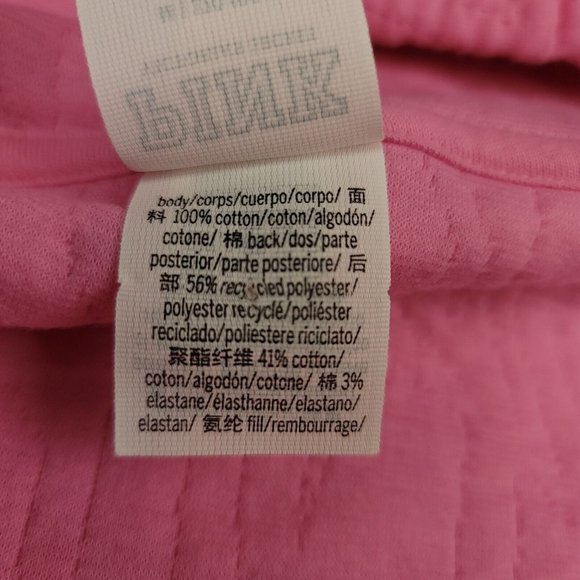 PINK
body/corps/cuerpo/corpo/ 面
料 100% cotton/coton/algodón/
cotone/ 棉 back/dos/parte
posterior/parte posteriore/ 后
部 56% recycled polyester/
polyester recyclé/poliéster
reciclado/poliestere riciclato/
聚酯纤维 41% cotton/
coton/algodón/cotone/ 棉 3%
elastane/élasthanne/elastano/
elastan/ 氨纶 fill/rembourrage/